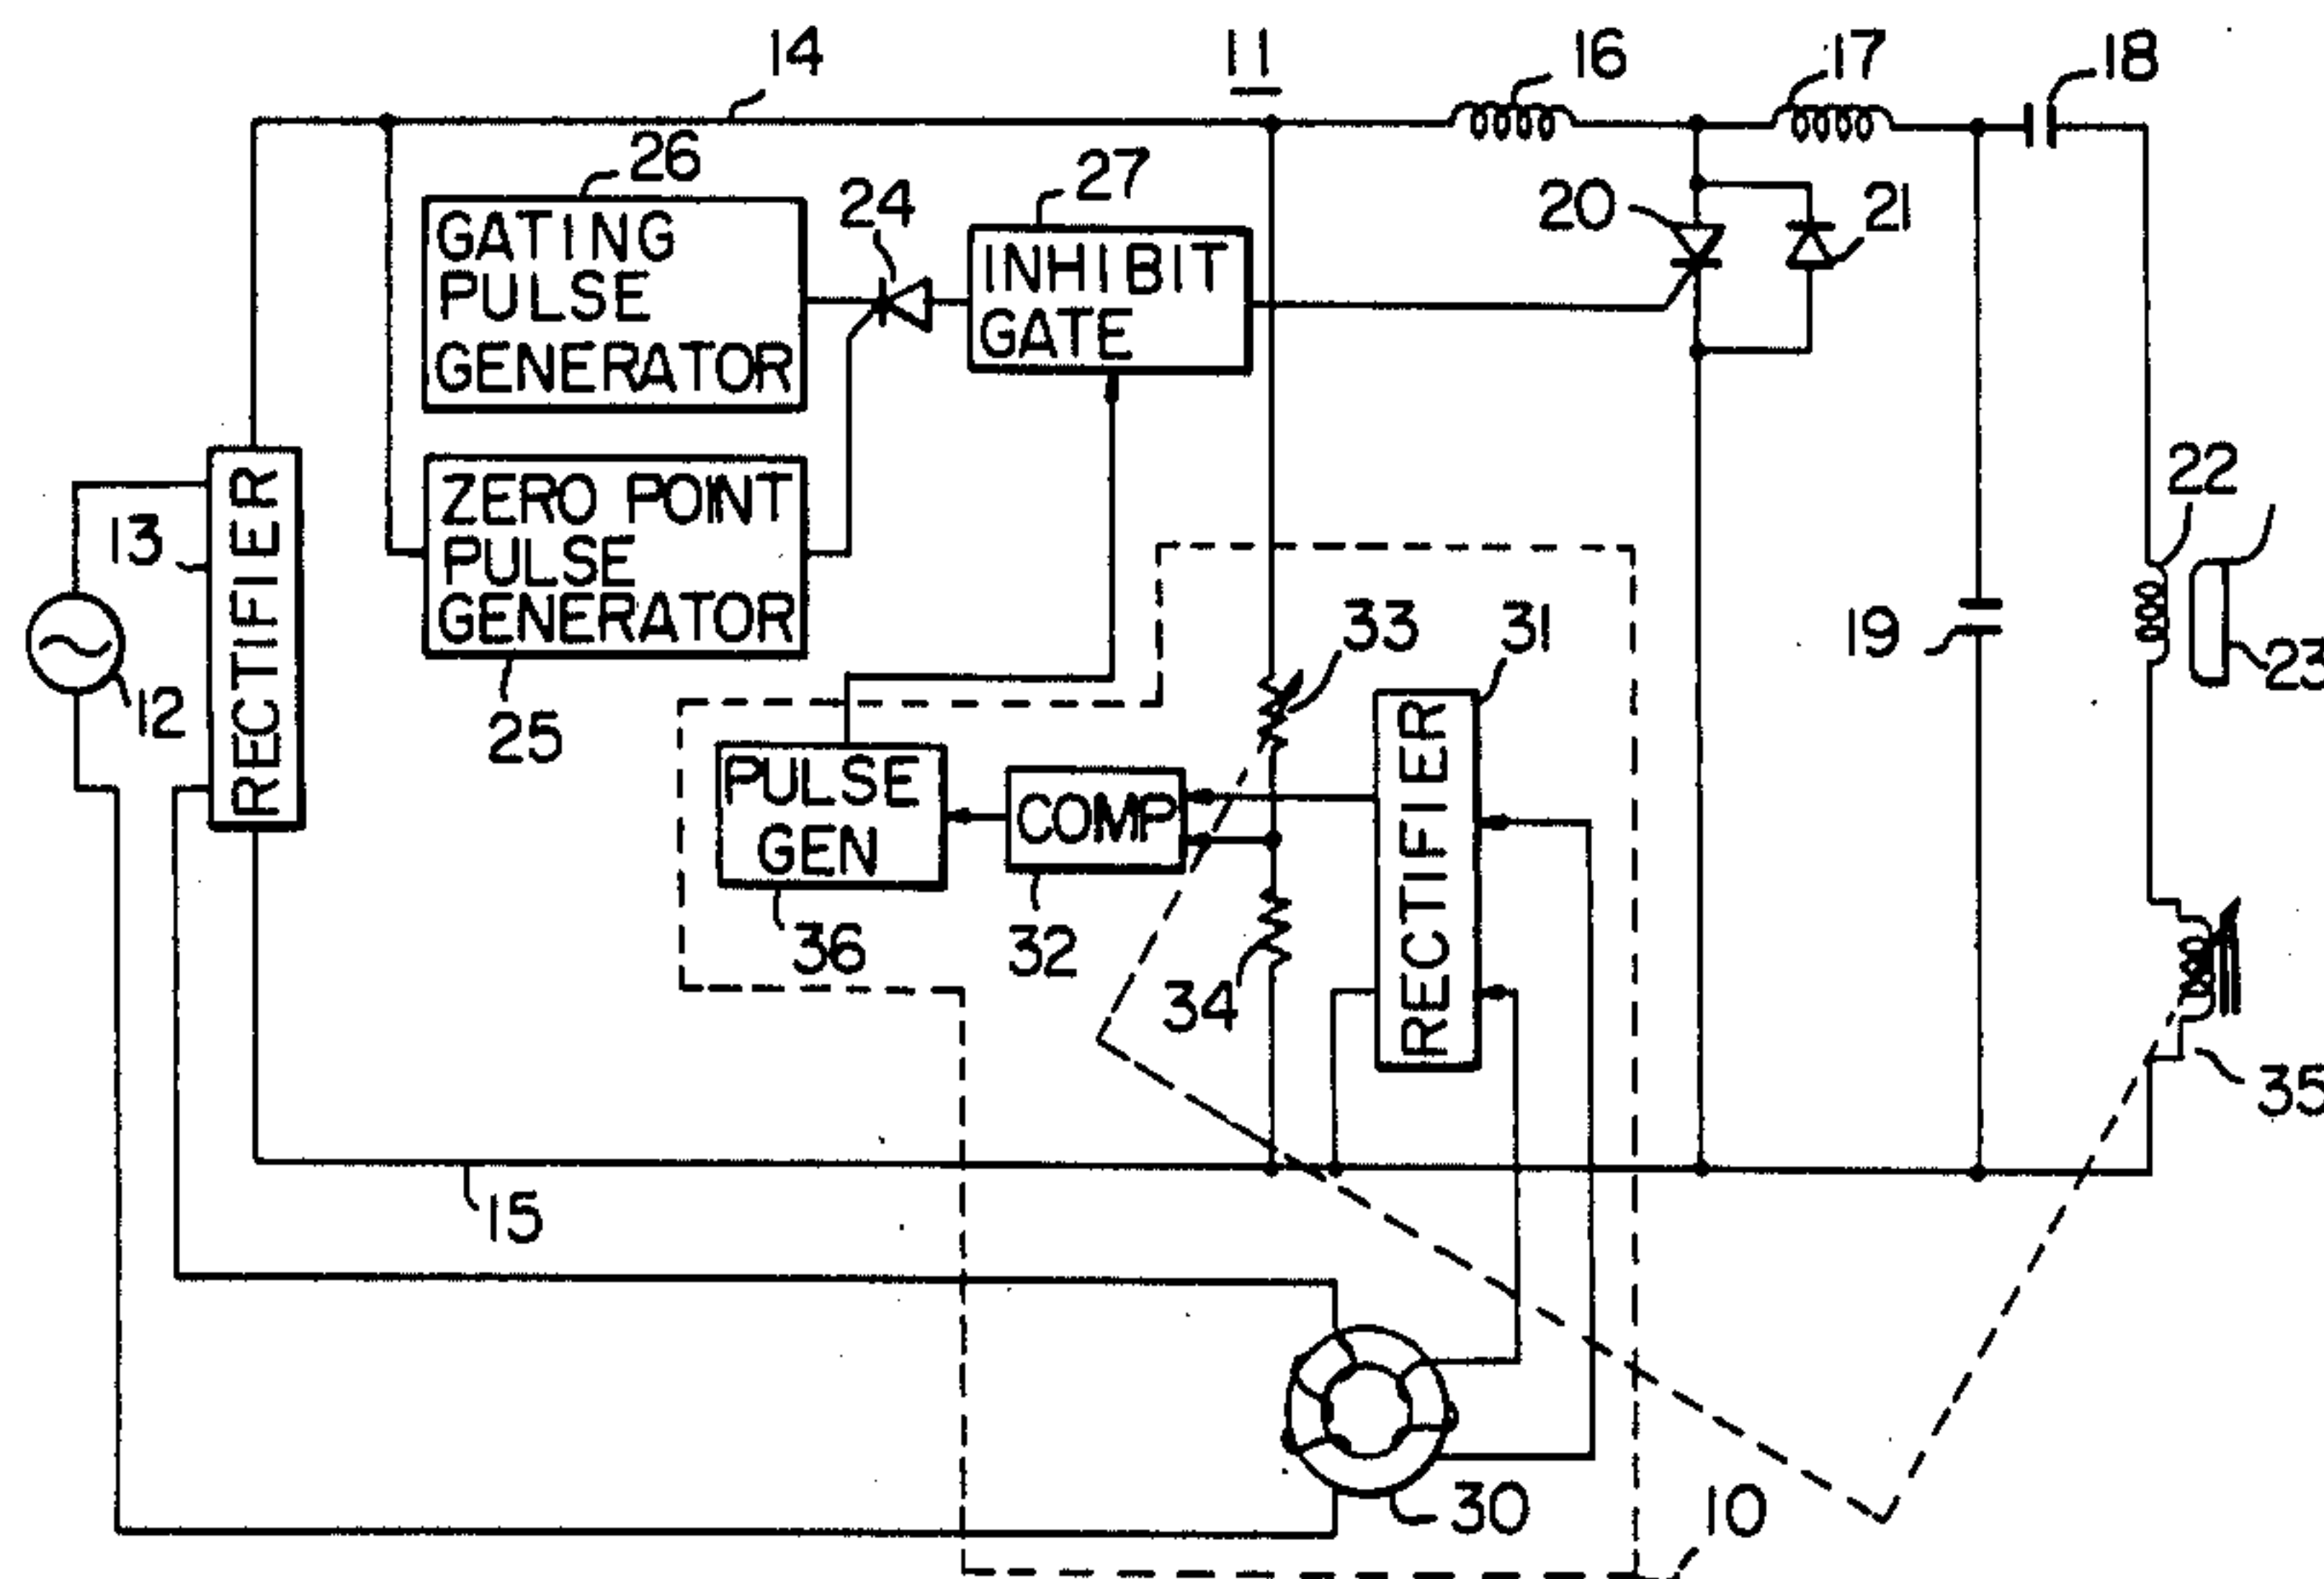 14
11
16
17
18
26
27
24
20
21
GATING
PULSE
GENERATOR
INHIBIT
GATE
13
RECTIFIER
ZERO POINT
PULSE
GENERATOR
22
12
25
33
31
19
23
PULSE
GEN
COMP
RECTIFIER
36
32
34
35
15
30
10